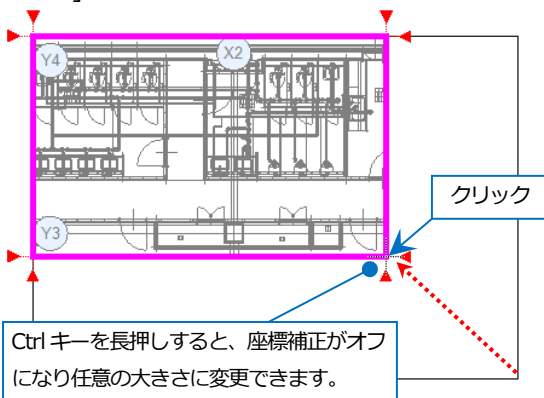 Y4
X2
クリック
Y3
Ctrl キーを長押しすると、座標補正がオフ
になり任意の大きさに変更できます。